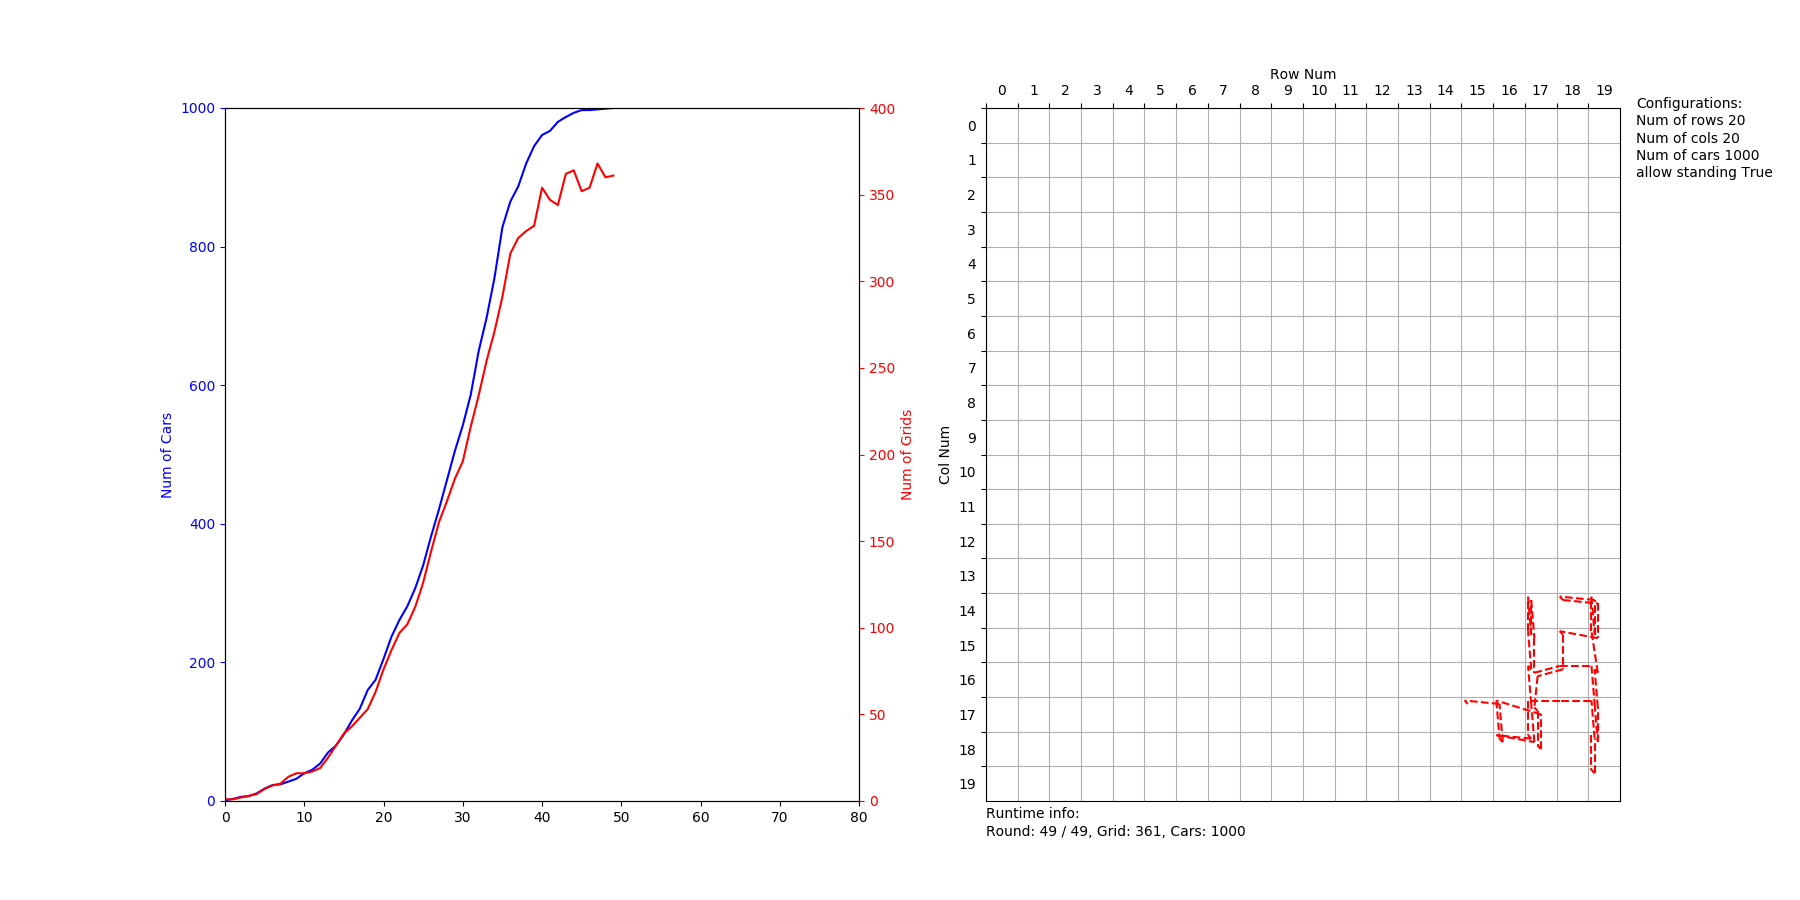 1000
800
600
400
200
0
Num of Cars
0 10 20 30 40 50 60 70 80
400
350
300
250
200
150
100
50
0
Num of Grids
Row Num
0 1 2 3 4 5 6 7 8 9 10 11 12 13 14 15 16 17 18 19
Col Num
0
1
2
3
4
5
6
7
8
9
10
11
12
13
14
15
16
17
18
19
Configurations:
Num of rows 20
Num of cols 20
Num of cars 1000
allow standing True
Runtime info:
Round: 49 / 49, Grid: 361, Cars: 1000